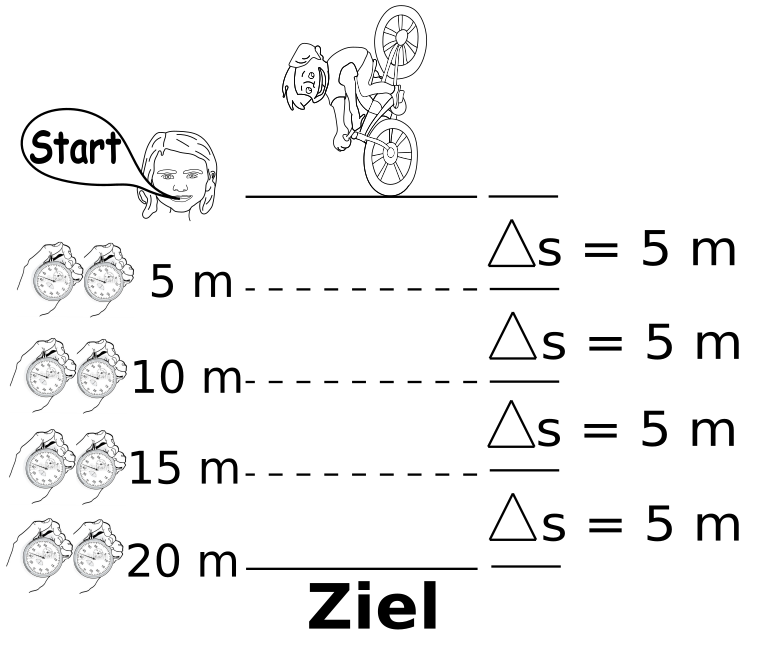 Start
Δs = 5 m
5 m
Δs = 5 m
10 m
Δs = 5 m
15 m
Δs = 5 m
20 m
Ziel